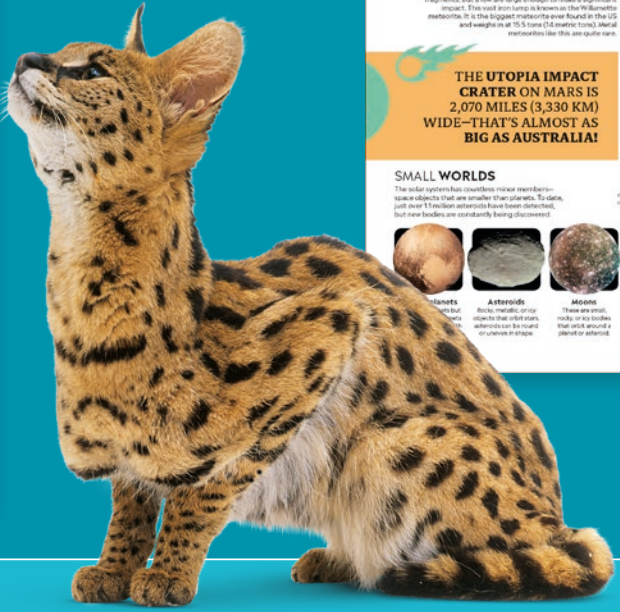 impact. This vast iron lump is known as the Willamette
meteorite. It is the biggest meteorite ever found in the US
and weighs in at 15.5 tons (14 metric tons). Metal
meteorites like this are quite rare.
THE UTOPIA IMPACT
CRATER ON MARS IS
2,070 MILES (3,330 KM)
WIDE—THAT'S ALMOST AS
BIG AS AUSTRALIA!
SMALL WORLDS
The solar system has countless minor members—
space objects that are smaller than planets. To date,
just over 1.1 million asteroids have been detected,
but new bodies are constantly being discovered.
Asteroids
Rocky, metallic, or icy
objects that orbit stars,
asteroids can be round
or uneven in shape.
Moons
These are small,
rocky, or icy bodies
that orbit around a
planet or asteroid.